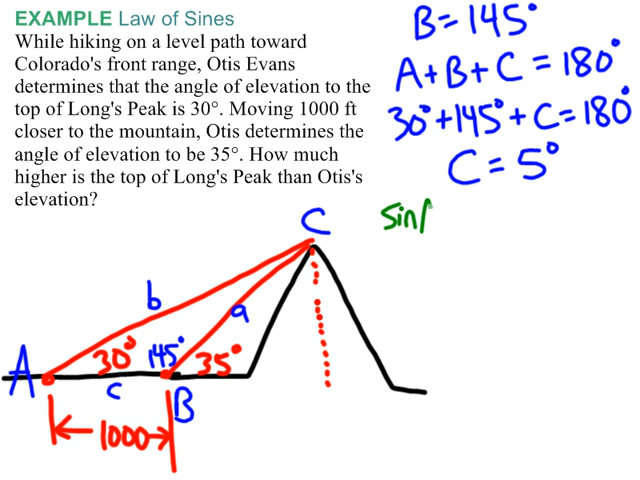 EXAMPLE Law of Sines
While hiking on a level path toward
Colorado's front range, Otis Evans
determines that the angle of elevation to the
top of Long's Peak is 30°. Moving 1000 ft
closer to the mountain, Otis determines the
angle of elevation to be 35°. How much
higher is the top of Long's Peak than Otis's
elevation?
B = 145°
A + B + C = 180°
30° + 145° + C = 180°
C = 5°
sin
C
b
a
A 30° 145° 35°
c B
1000